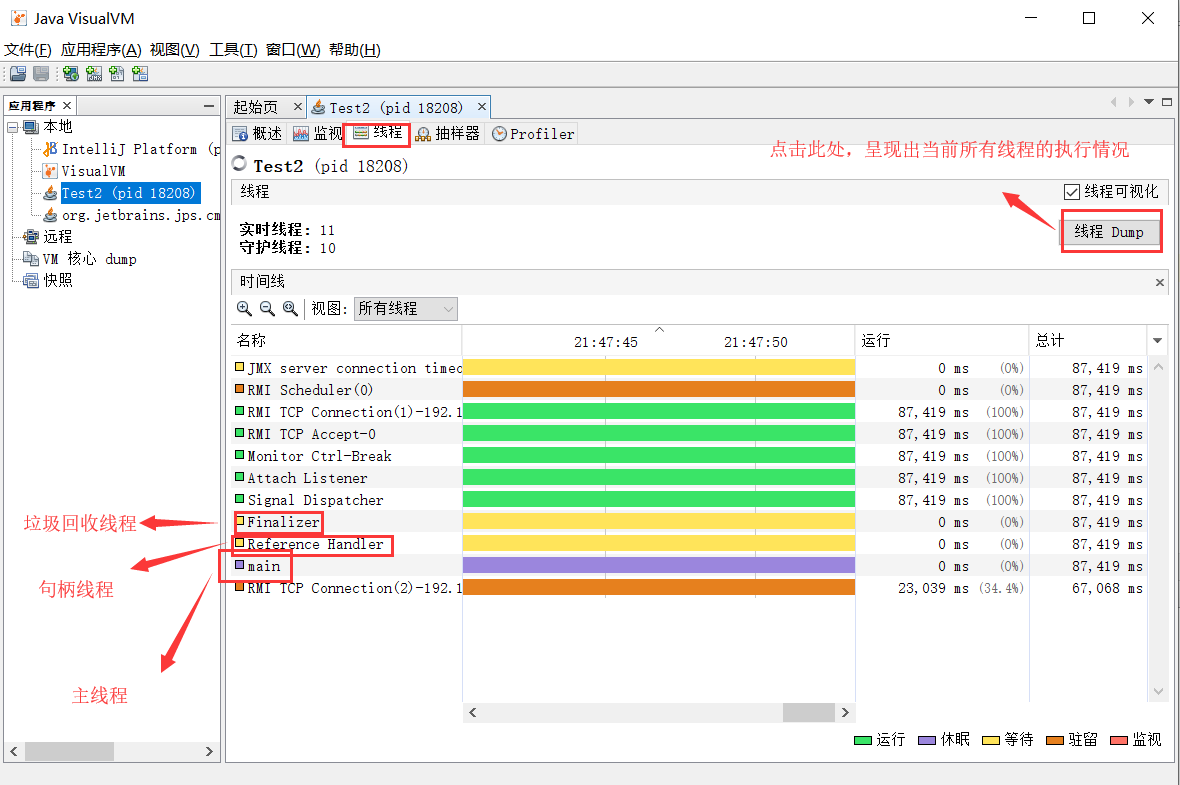 Java VisualVM
文件(F) 应用程序(A) 视图(V) 工具(T) 窗口(W) 帮助(H)
应用程序
本地
IntelliJ Platform (p
VisualVM
Test2 (pid 18208)
org.jetbrains.jps.cm
远程
VM 核心 dump
快照
起始页 Test2 (pid 18208)
概述 监视 线程 抽样器 Profiler
点击此处，呈现出当前所有线程的执行情况
Test2 (pid 18208)
线程 线程可视化
实时线程: 11
守护线程: 10
线程 Dump
时间线
视图: 所有线程
名称 21:47:45 21:47:50 运行 总计
JMX server connection timeo 0 ms (0%) 87,419 ms
RMI Scheduler(0) 0 ms (0%) 87,419 ms
RMI TCP Connection(1)-192.1 87,419 ms (100%) 87,419 ms
RMI TCP Accept-0 87,419 ms (100%) 87,419 ms
Monitor Ctrl-Break 87,419 ms (100%) 87,419 ms
Attach Listener 87,419 ms (100%) 87,419 ms
Signal Dispatcher 87,419 ms (100%) 87,419 ms
Finalizer 0 ms (0%) 87,419 ms
Reference Handler 0 ms (0%) 87,419 ms
main 0 ms (0%) 87,419 ms
RMI TCP Connection(2)-192.1 23,039 ms (34.4%) 67,068 ms
垃圾回收线程
句柄线程
主线程
运行 休眠 等待 驻留 监视